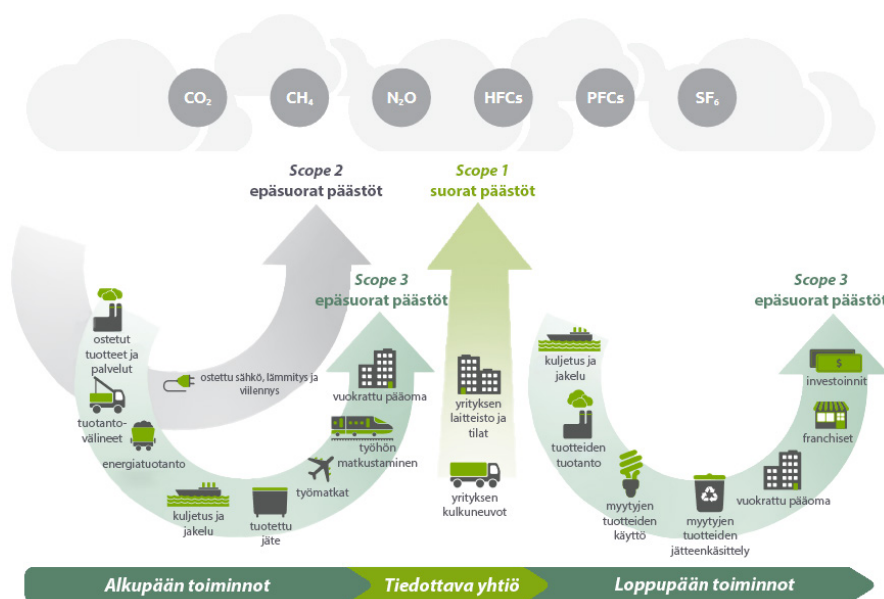 CO₂
CH₄
N₂O
HFCs
PFCs
SF₆
Scope 2
epäsuorat päästöt
Scope 1
suorat päästöt
Scope 3
epäsuorat päästöt
Scope 3
epäsuorat päästöt
ostetut
tuotteet ja
palvelut
tuotanto-
välineet
energiatuotanto
ostettu sähkö, lämmitys ja
viilennys
kuljetus ja
jakelu
tuotettu
jäte
työmatkat
työhön
matkustaminen
vuokrattu pääoma
yrityksen
laitteisto ja
tilat
yrityksen
kulkuneuvot
kuljetus ja
jakelu
tuotteiden
tuotanto
myytyjen
tuotteiden
käyttö
myytyjen
tuotteiden
jätteenkäsittely
vuokrattu pääoma
franchiset
$
investoinnit
Alkupään toiminnot
Tiedottava yhtiö
Loppupään toiminnot